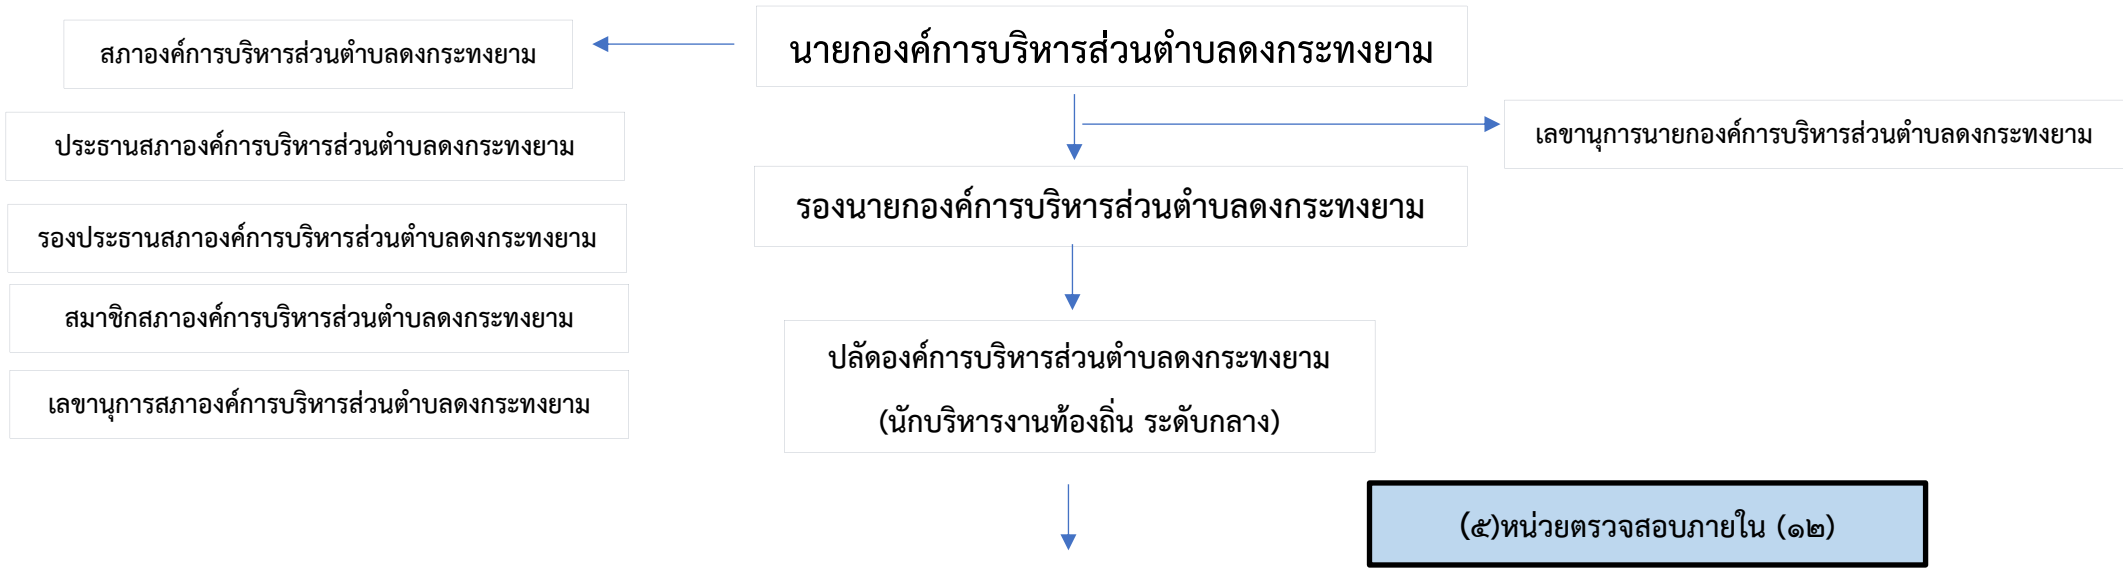 นายกองค์การบริหารส่วนตำบลดงกระทงยาม
สภาองค์การบริหารส่วนตำบลดงกระทงยาม
ประธานสภาองค์การบริหารส่วนตำบลดงกระทงยาม
เลขานุการนายกองค์การบริหารส่วนตำบลดงกระทงยาม
รองนายกองค์การบริหารส่วนตำบลดงกระทงยาม
รองประธานสภาองค์การบริหารส่วนตำบลดงกระทงยาม
สมาชิกสภาองค์การบริหารส่วนตำบลดงกระทงยาม
ปลัดองค์การบริหารส่วนตำบลดงกระทงยาม
(นักบริหารงานท้องถิ่น ระดับกลาง)
เลขานุการสภาองค์การบริหารส่วนตำบลดงกระทงยาม
(๕)หน่วยตรวจสอบภายใน (๑๒)